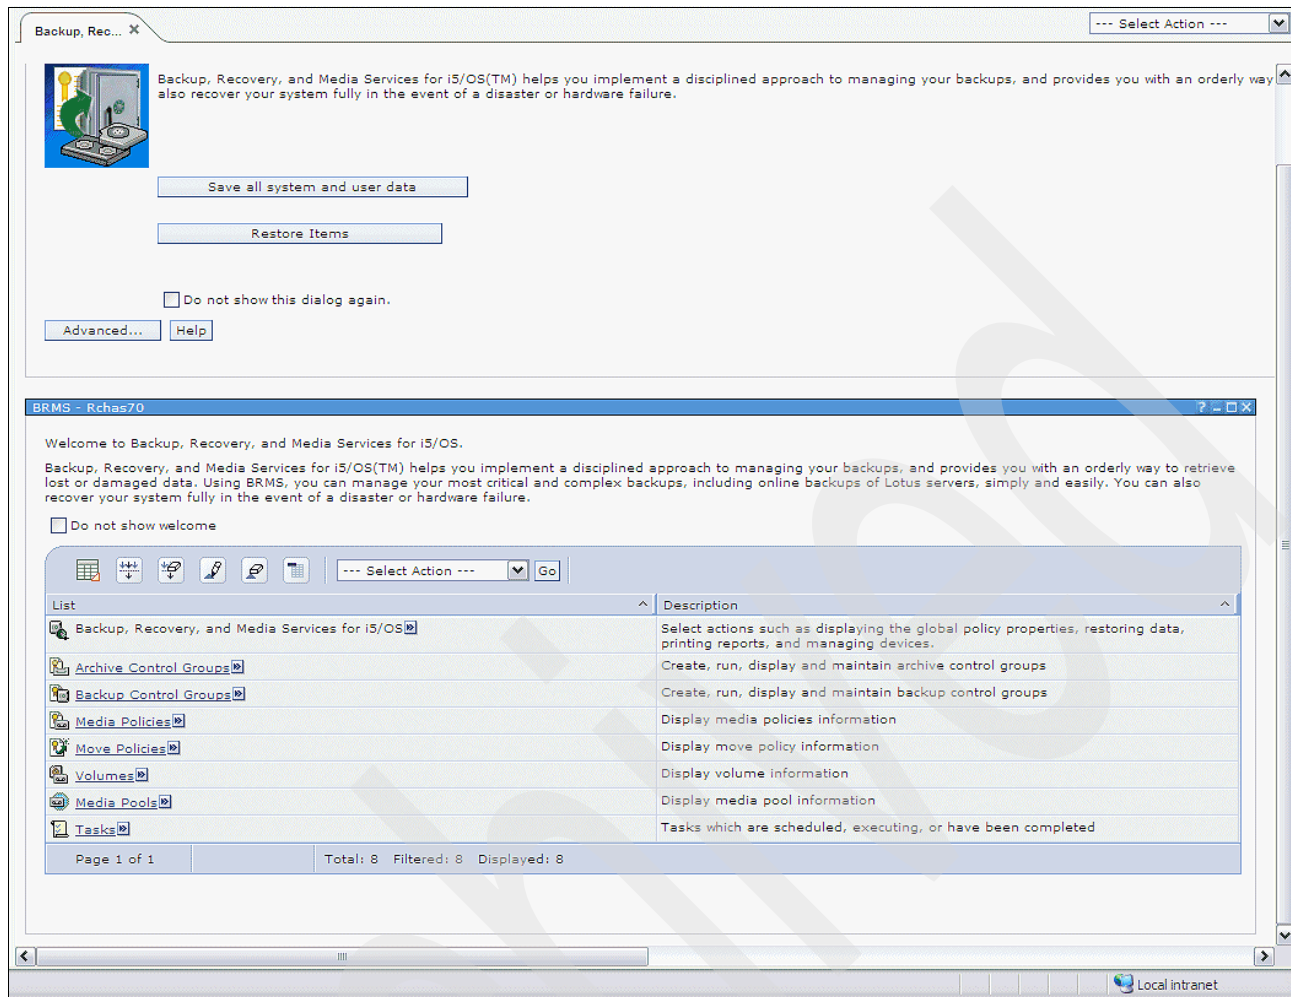 Backup, Rec...
--- Select Action ---
Backup, Recovery, and Media Services for i5/OS(TM) helps you implement a disciplined approach to managing your backups, and provides you with an orderly way
also recover your system fully in the event of a disaster or hardware failure.
Save all system and user data
Restore Items
Do not show this dialog again.
Advanced... Help
BRMS - Rchas70
Welcome to Backup, Recovery, and Media Services for i5/OS.
Backup, Recovery, and Media Services for i5/OS(TM) helps you implement a disciplined approach to managing your backups, and provides you with an orderly way to retrieve
lost or damaged data. Using BRMS, you can manage your most critical and complex backups, including online backups of Lotus servers, simply and easily. You can also
recover your system fully in the event of a disaster or hardware failure.
Do not show welcome
--- Select Action --- Go
List Description
Backup, Recovery, and Media Services for i5/OS Select actions such as displaying the global policy properties, restoring data,
printing reports, and managing devices.
Archive Control Groups Create, run, display and maintain archive control groups
Backup Control Groups Create, run, display and maintain backup control groups
Media Policies Display media policies information
Move Policies Display move policy information
Volumes Display volume information
Media Pools Display media pool information
Tasks Tasks which are scheduled, executing, or have been completed
Page 1 of 1 Total: 8 Filtered: 8 Displayed: 8
Local intranet